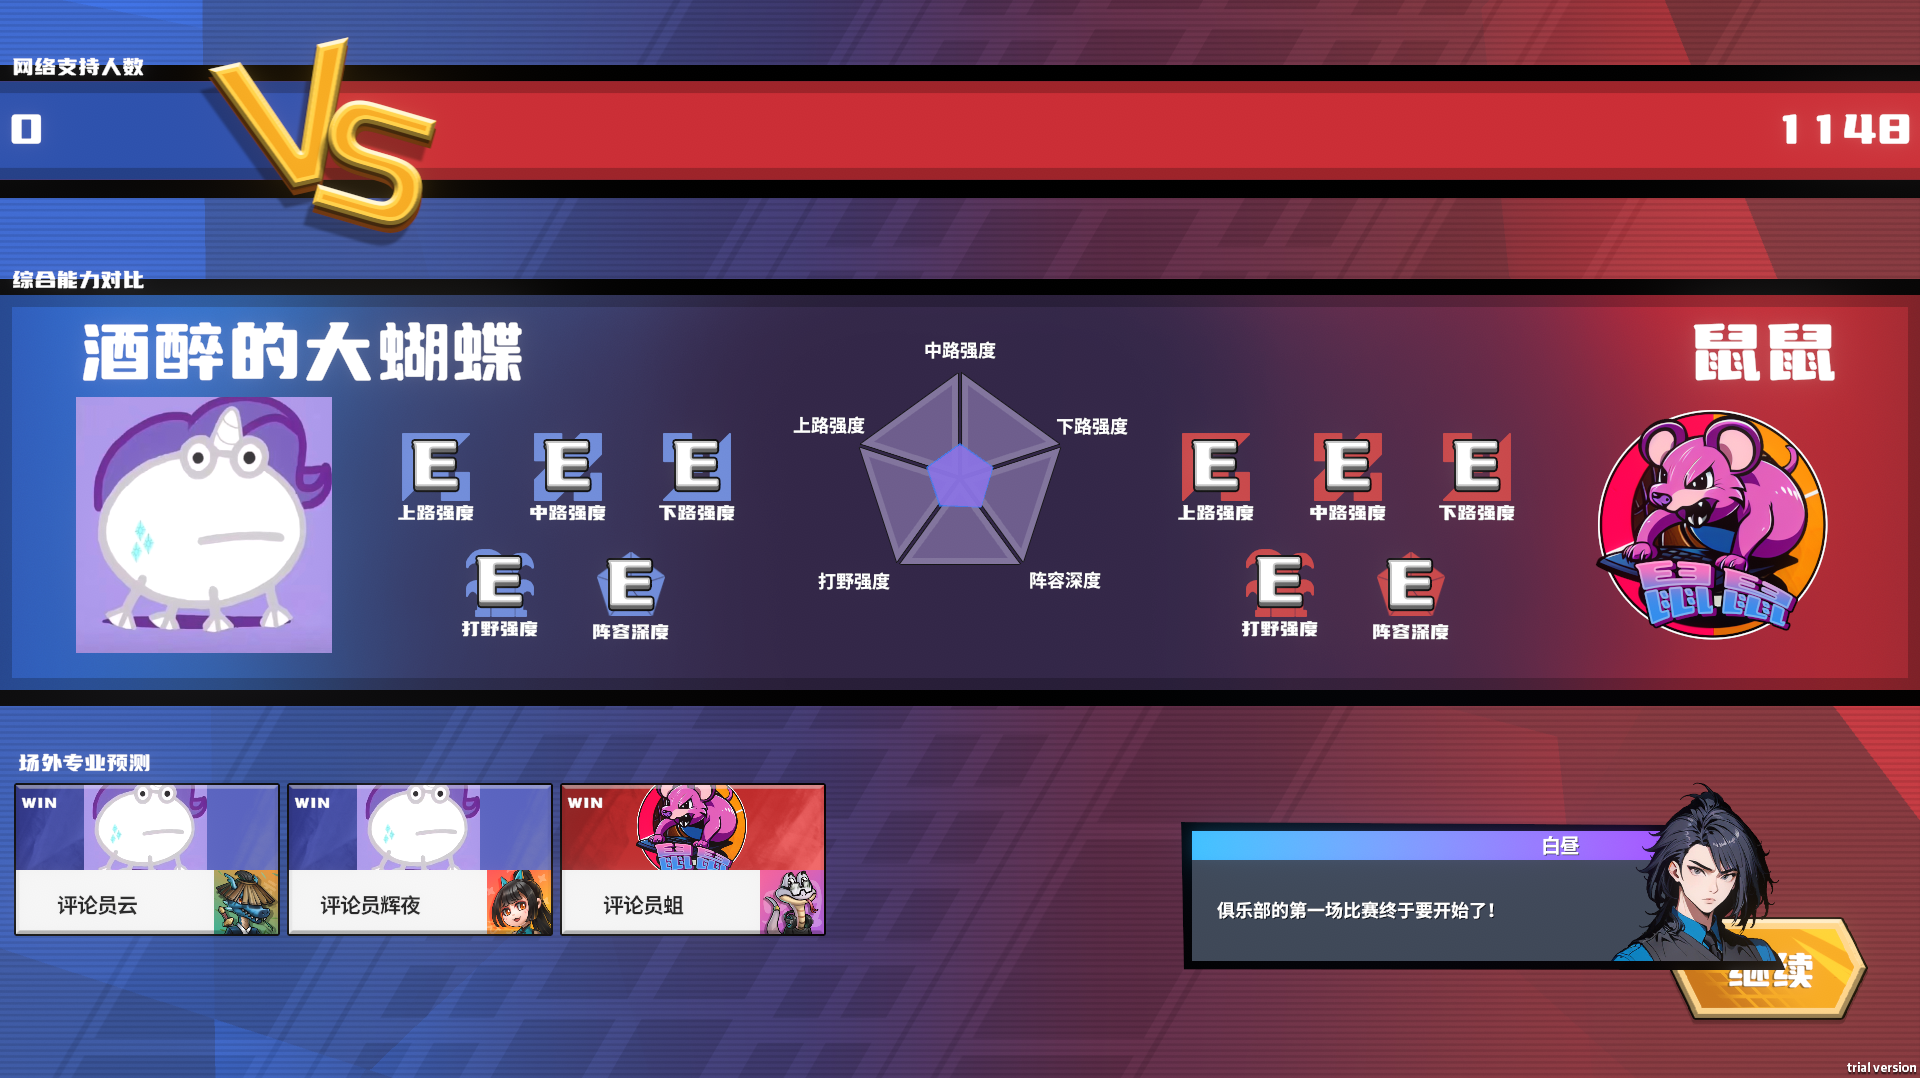 网络支持人数
VS
0
1148
综合能力对比
酒醉的大蝴蝶
鼠鼠
中路强度
上路强度
下路强度
打野强度
阵容深度
E E E
上路强度 中路强度 下路强度
E E
打野强度 阵容深度
E E E
上路强度 中路强度 下路强度
E E
打野强度 阵容深度
鼠鼠
场外专业预测
WIN
评论员云
WIN
评论员辉夜
WIN
鼠鼠
评论员蛆
白昼
俱乐部的第一场比赛终于要开始了!
继续
trial version